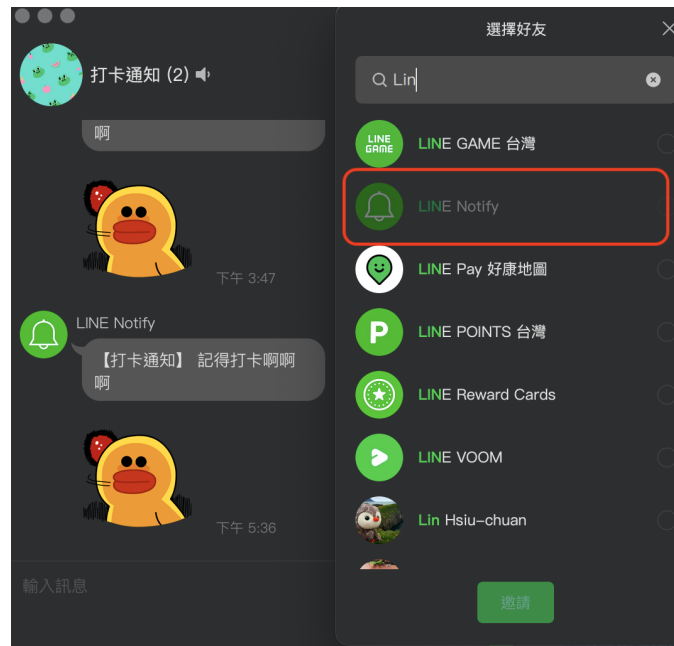 打卡通知 (2)
啊
下午 3:47
LINE Notify
【打卡通知】 記得打卡啊啊
啊
下午 5:36
輸入訊息
選擇好友
Lin
LINE GAME
LINE GAME 台灣
LINE Notify
LINE Pay 好康地圖
P
LINE POINTS 台灣
LINE Reward Cards
LINE VOOM
Lin Hsiu-chuan
邀請